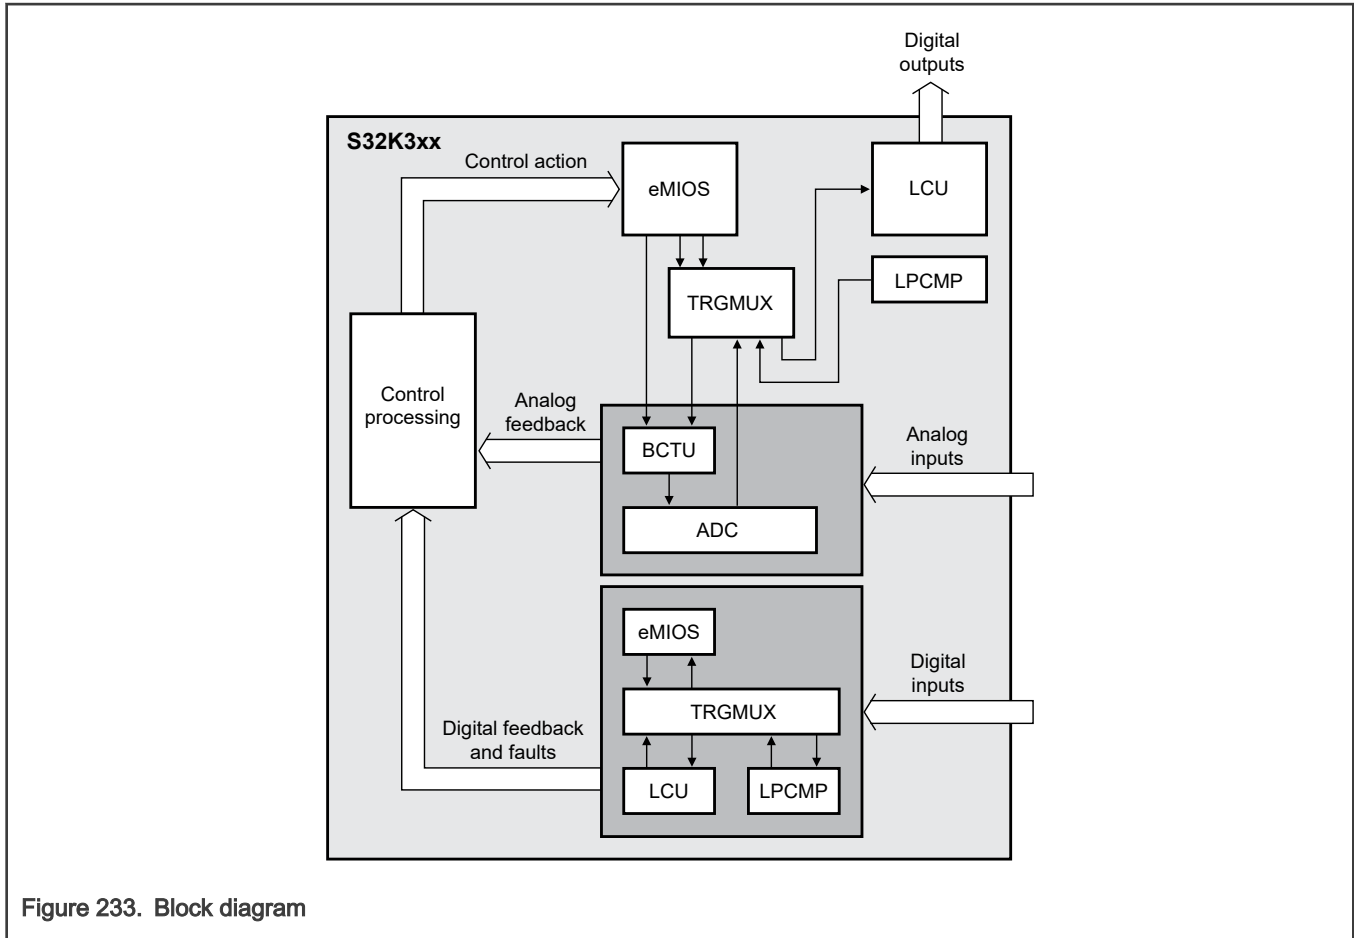 Digital
outputs
S32K3xx
Control action
eMIOS
LCU
TRGMUX
LPCMP
Control
processing
Analog
feedback
BCTU
ADC
Analog
inputs
eMIOS
TRGMUX
LCU
LPCMP
Digital
inputs
Digital feedback
and faults
Figure 233. Block diagram